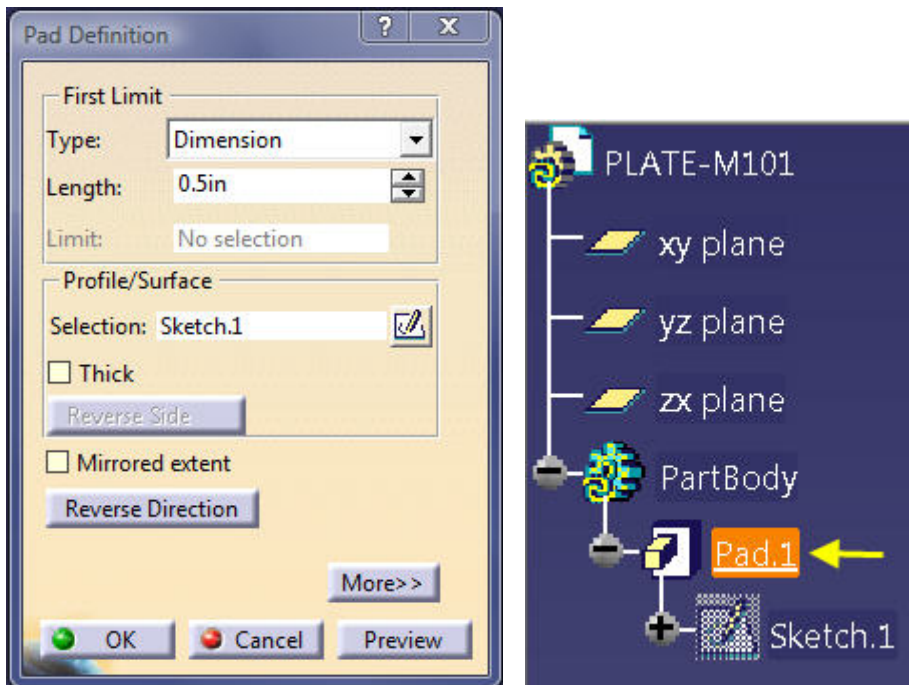 Pad Definition
? X
First Limit
Type: Dimension
Length: 0.5in
Limit: No selection
Profile/Surface
Selection: Sketch.1
Thick
Reverse Side
Mirrored extent
Reverse Direction
More>>
OK Cancel Preview
PLATE-M101
xy plane
yz plane
zx plane
PartBody
Pad.1
Sketch.1